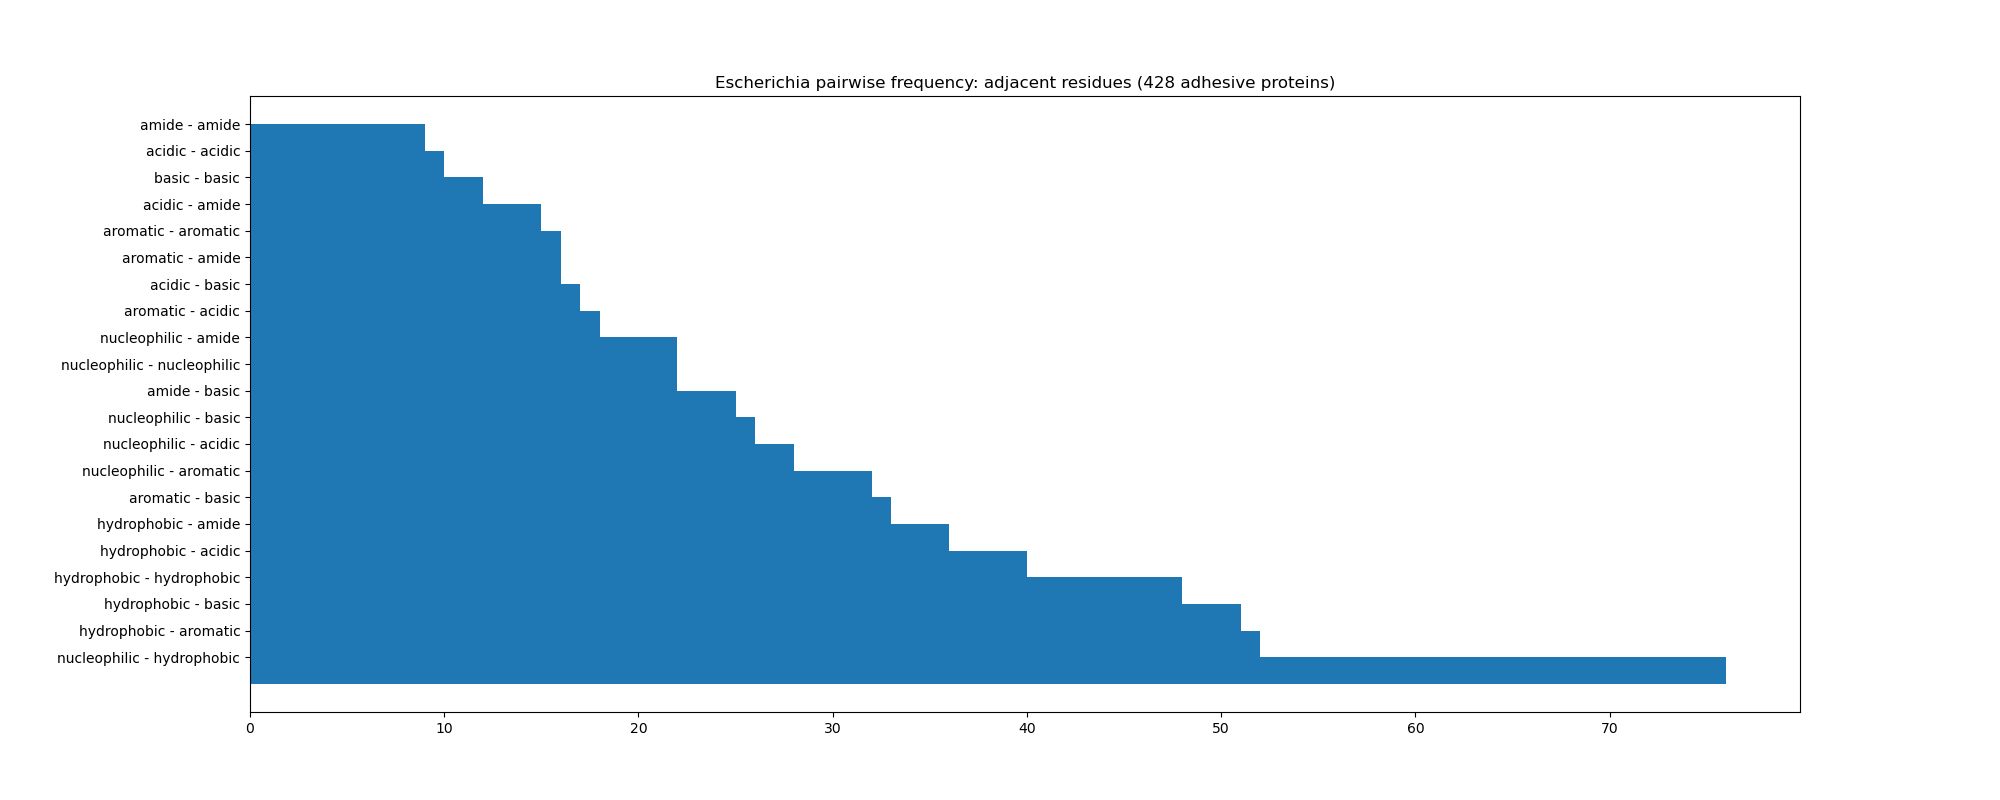 Escherichia pairwise frequency: adjacent residues (428 adhesive proteins)
amide - amide
acidic - acidic
basic - basic
acidic - amide
aromatic - aromatic
aromatic - amide
acidic - basic
aromatic - acidic
nucleophilic - amide
nucleophilic - nucleophilic
amide - basic
nucleophilic - basic
nucleophilic - acidic
nucleophilic - aromatic
aromatic - basic
hydrophobic - amide
hydrophobic - acidic
hydrophobic - hydrophobic
hydrophobic - basic
hydrophobic - aromatic
nucleophilic - hydrophobic
0 10 20 30 40 50 60 70